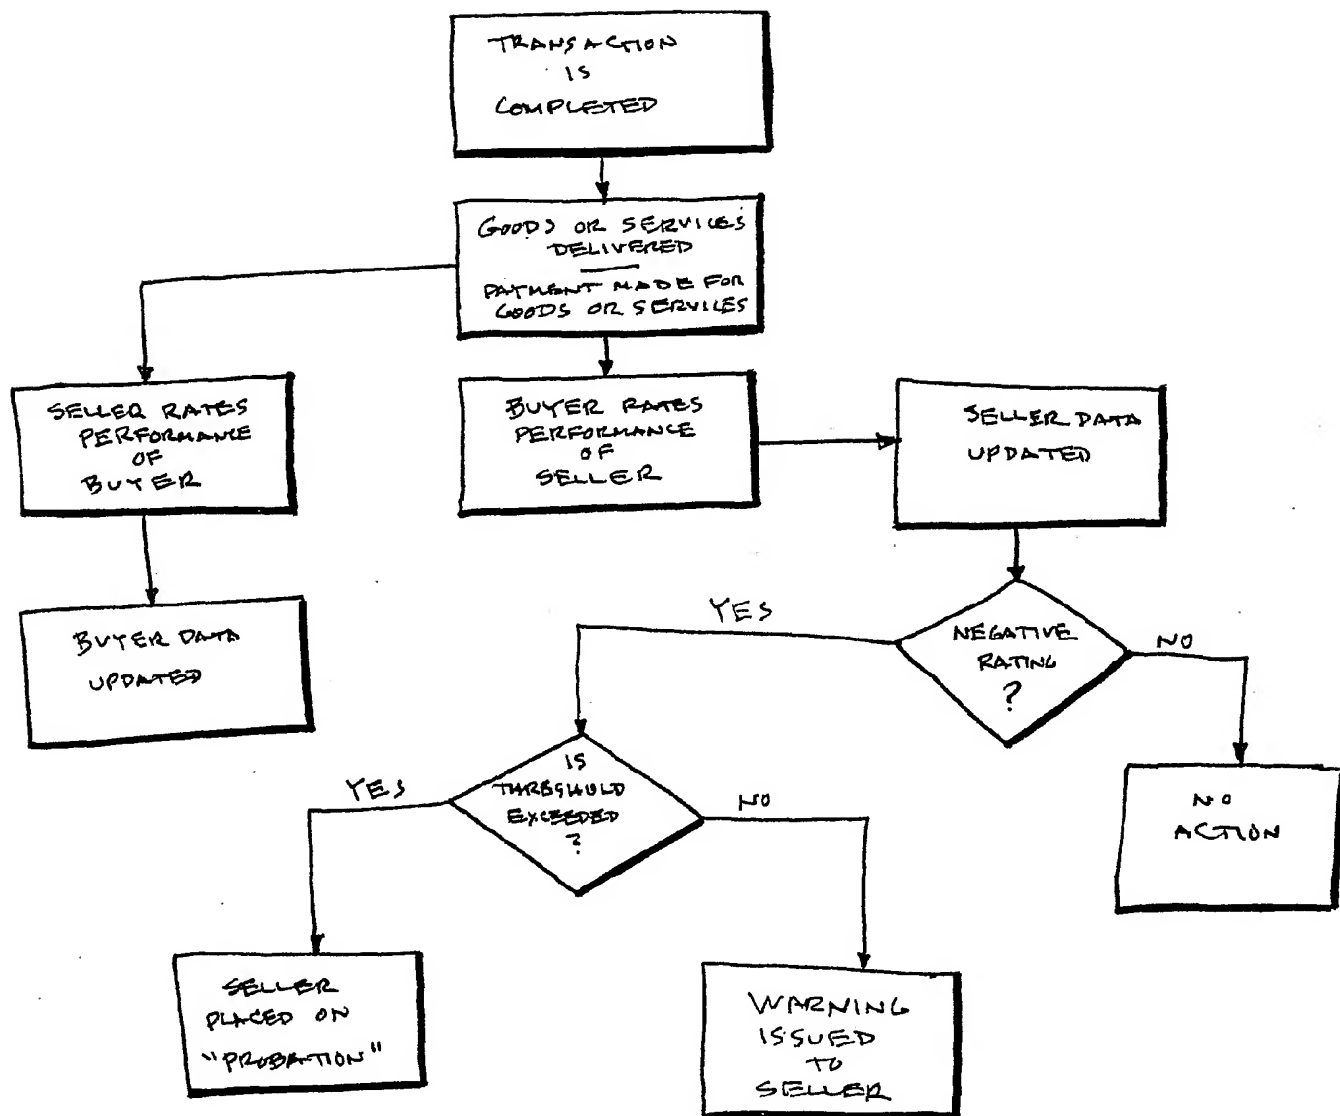 TRANSACTION
IS
COMPLETED
GOODS OR SERVICES
DELIVERED
PAYMENT MADE FOR
GOODS OR SERVICES
SELLER RATES
PERFORMANCE
OF
BUYER
BUYER RATES
PERFORMANCE
OF
SELLER
SELLER DATA
UPDATED
BUYER DATA
UPDATED
YES
NEGATIVE
RATING
?
NO
YES
IS
THRESHOLD
EXCEEDED
?
NO
NO
ACTION
SELLER
PLACED ON
"PROBATION"
WARNING
ISSUED
TO
SELLER